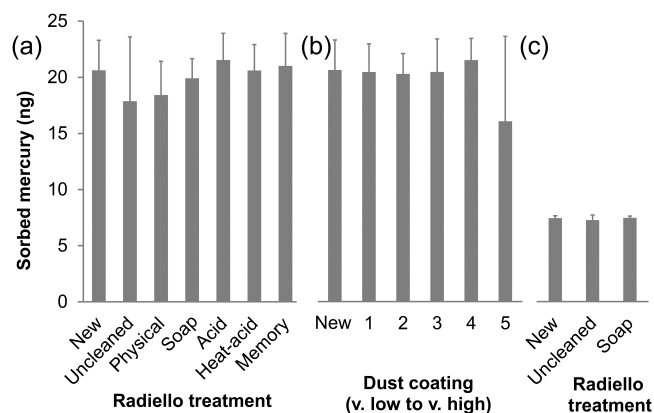 (a)
(b)
(c)
Sorbed mercury (ng)
25
20
15
10
5
0
New
Uncleaned
Physical
Soap
Acid
Heat-acid
Memory
Radiello treatment
New 1 2 3 4 5
Dust coating
(v. low to v. high)
New
Uncleaned
Soap
Radiello
treatment